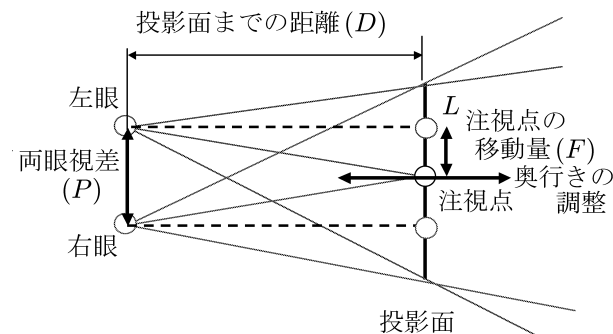 投影面までの距離(D)
左眼
両眼視差
(P)
右眼
L
注視点の
移動量(F)
奥行きの
調整
注視点
投影面